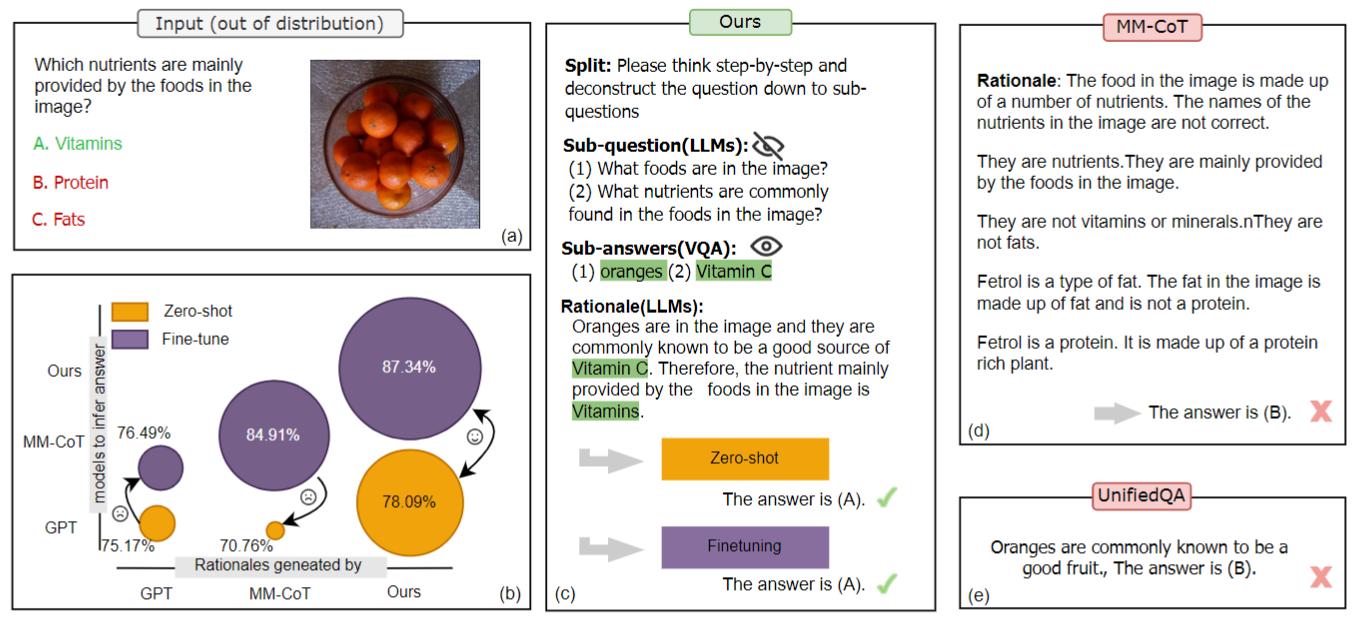 Input (out of distribution)
Which nutrients are mainly
provided by the foods in the
image?
A. Vitamins
B. Protein
C. Fats
(a)
Zero-shot
Fine-tune
models to infer answer
Ours
MM-CoT
GPT
87.34%
76.49%
84.91%
78.09%
75.17%
70.76%
Rationales geneated by
GPT
MM-CoT
Ours
(b)
Ours
Split: Please think step-by-step and
deconstruct the question down to sub-
questions
Sub-question(LLMs):
(1) What foods are in the image?
(2) What nutrients are commonly
found in the foods in the image?
Sub-answers(VQA):
(1) oranges (2) Vitamin C
Rationale(LLMs):
Oranges are in the image and they are
commonly known to be a good source of
Vitamin C. Therefore, the nutrient mainly
provided by the foods in the image is
Vitamins.
Zero-shot
The answer is (A).
Finetuning
The answer is (A).
(c)
MM-CoT
Rationale: The food in the image is made up
of a number of nutrients. The names of the
nutrients in the image are not correct.
They are nutrients.They are mainly provided
by the foods in the image.
They are not vitamins or minerals.nThey are
not fats.
Fetrol is a type of fat. The fat in the image is
made up of fat and is not a protein.
Fetrol is a protein. It is made up of a protein
rich plant.
The answer is (B).
(d)
UnifiedQA
Oranges are commonly known to be a
good fruit., The answer is (B).
(e)